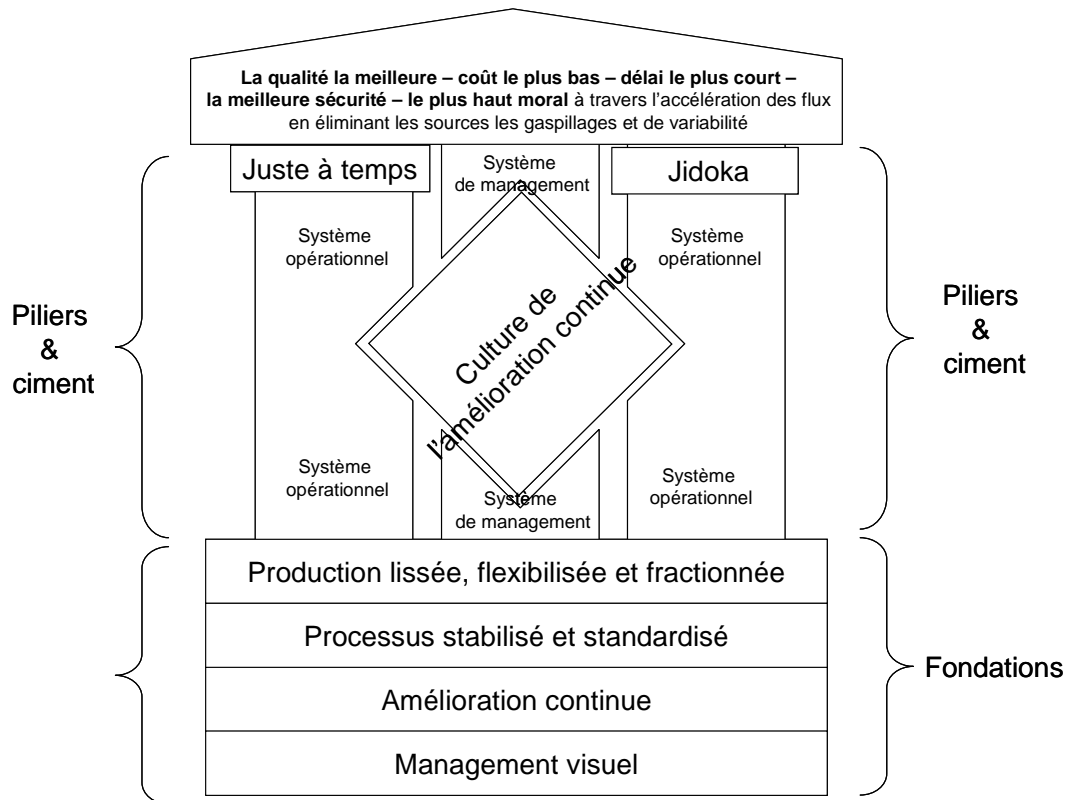 La qualité la meilleure – coût le plus bas – délai le plus court –
la meilleure sécurité – le plus haut moral à travers l'accélération des flux
en éliminant les sources les gaspillages et de variabilité
Juste à temps
Système
de management
Jidoka
Système
opérationnel
Système
opérationnel
Piliers
&
ciment
Culture de
l'amélioration continue
Piliers
&
ciment
Système
opérationnel
Système
de management
Système
opérationnel
Production lissée, flexibilisée et fractionnée
Processus stabilisé et standardisé
Amélioration continue
Management visuel
Fondations